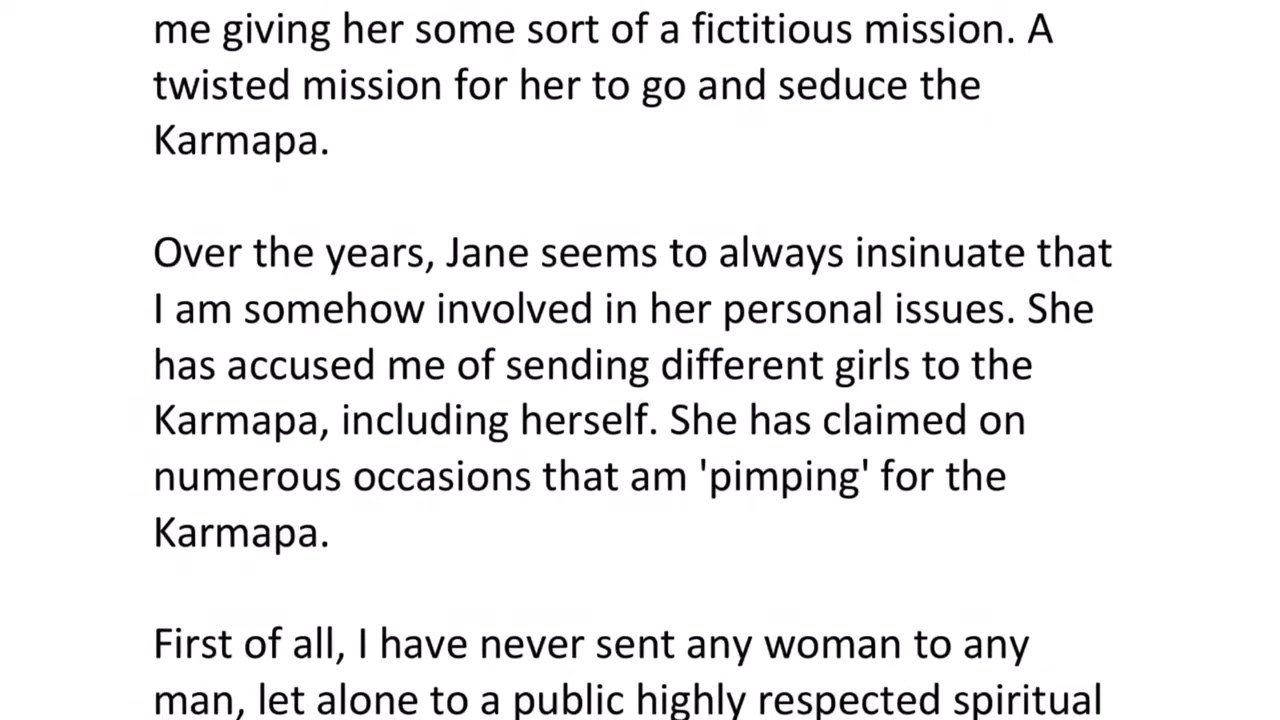 me giving her some sort of a fictitious mission. A
twisted mission for her to go and seduce the
Karmapa.
Over the years, Jane seems to always insinuate that
I am somehow involved in her personal issues. She
has accused me of sending different girls to the
Karmapa, including herself. She has claimed on
numerous occasions that am 'pimping' for the
Karmapa.
First of all, I have never sent any woman to any
man, let alone to a public highly respected spiritual